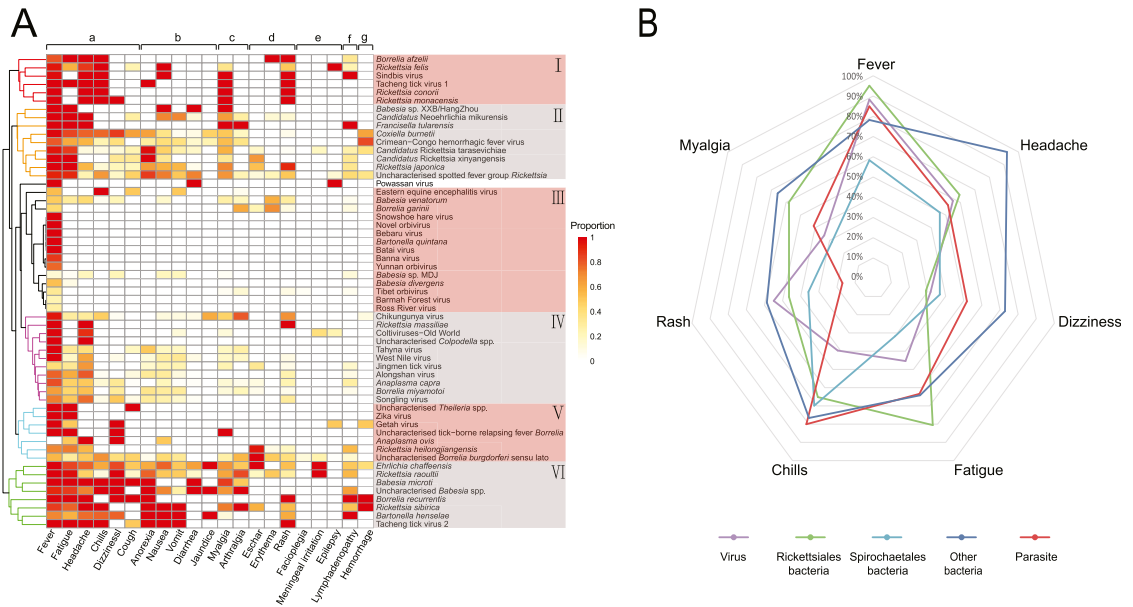 A
a b c d e f g
Borrelia afzelii
Rickettsia felis
Sindbis virus
Tacheng tick virus 1
Rickettsia conorii
Rickettsia monacensis
Babesia sp. XXB/HangZhou
Candidatus Neoehrlichia mikurensis
Francisella tularensis
Coxiella burnetii
Crimean−Congo hemorrhagic fever virus
Candidatus Rickettsia tarasevichiae
Candidatus Rickettsia xinyangensis
Rickettsia japonica
Uncharacterised spotted fever group Rickettsia
Powassan virus
Eastern equine encephalitis virus
Babesia venatorum
Borrelia garinii
Snowshoe hare virus
Novel orbivirus
Bebaru virus
Bartonella quintana
Batai virus
Banna virus
Yunnan orbivirus
Babesia sp. MDJ
Babesia divergens
Tibet orbivirus
Barmah Forest virus
Ross River virus
Chikungunya virus
Rickettsia massiliae
Coltiviruses−Old World
Uncharacterised Colpodella spp.
Tahyna virus
West Nile virus
Jingmen tick virus
Alongshan virus
Anaplasma capra
Borrelia miyamotoi
Songling virus
Uncharacterised Theileria spp.
Zika virus
Getah virus
Uncharacterised tick−borne relapsing fever Borrelia
Anaplasma ovis
Rickettsia heilongjiangensis
Uncharacterised Borrelia burgdorferi sensu lato
Ehrlichia chaffeensis
Rickettsia raoultii
Babesia microti
Uncharacterised Babesia spp.
Borrelia recurrentis
Rickettsia sibirica
Bartonella henselae
Tacheng tick virus 2
I
II
III
IV
V
VI
Proportion
1
0.8
0.6
0.4
0.2
0
Fever
Fatigue
Headache
Chills
Dizzinessl
Cough
Anorexia
Nausea
Vomit
Diarrhea
Jaundice
Myalgia
Arthralgia
Eschar
Erythema
Rash
Facioplegia
Meningeal irritation
Epilepsy
Lymphadenopathy
Hemorrhage
B
Fever
Headache
Dizziness
Fatigue
Chills
Rash
Myalgia
100%
90%
80%
70%
60%
50%
40%
30%
20%
10%
0%
Virus
Rickettsiales
bacteria
Spirochaetales
bacteria
Other
bacteria
Parasite